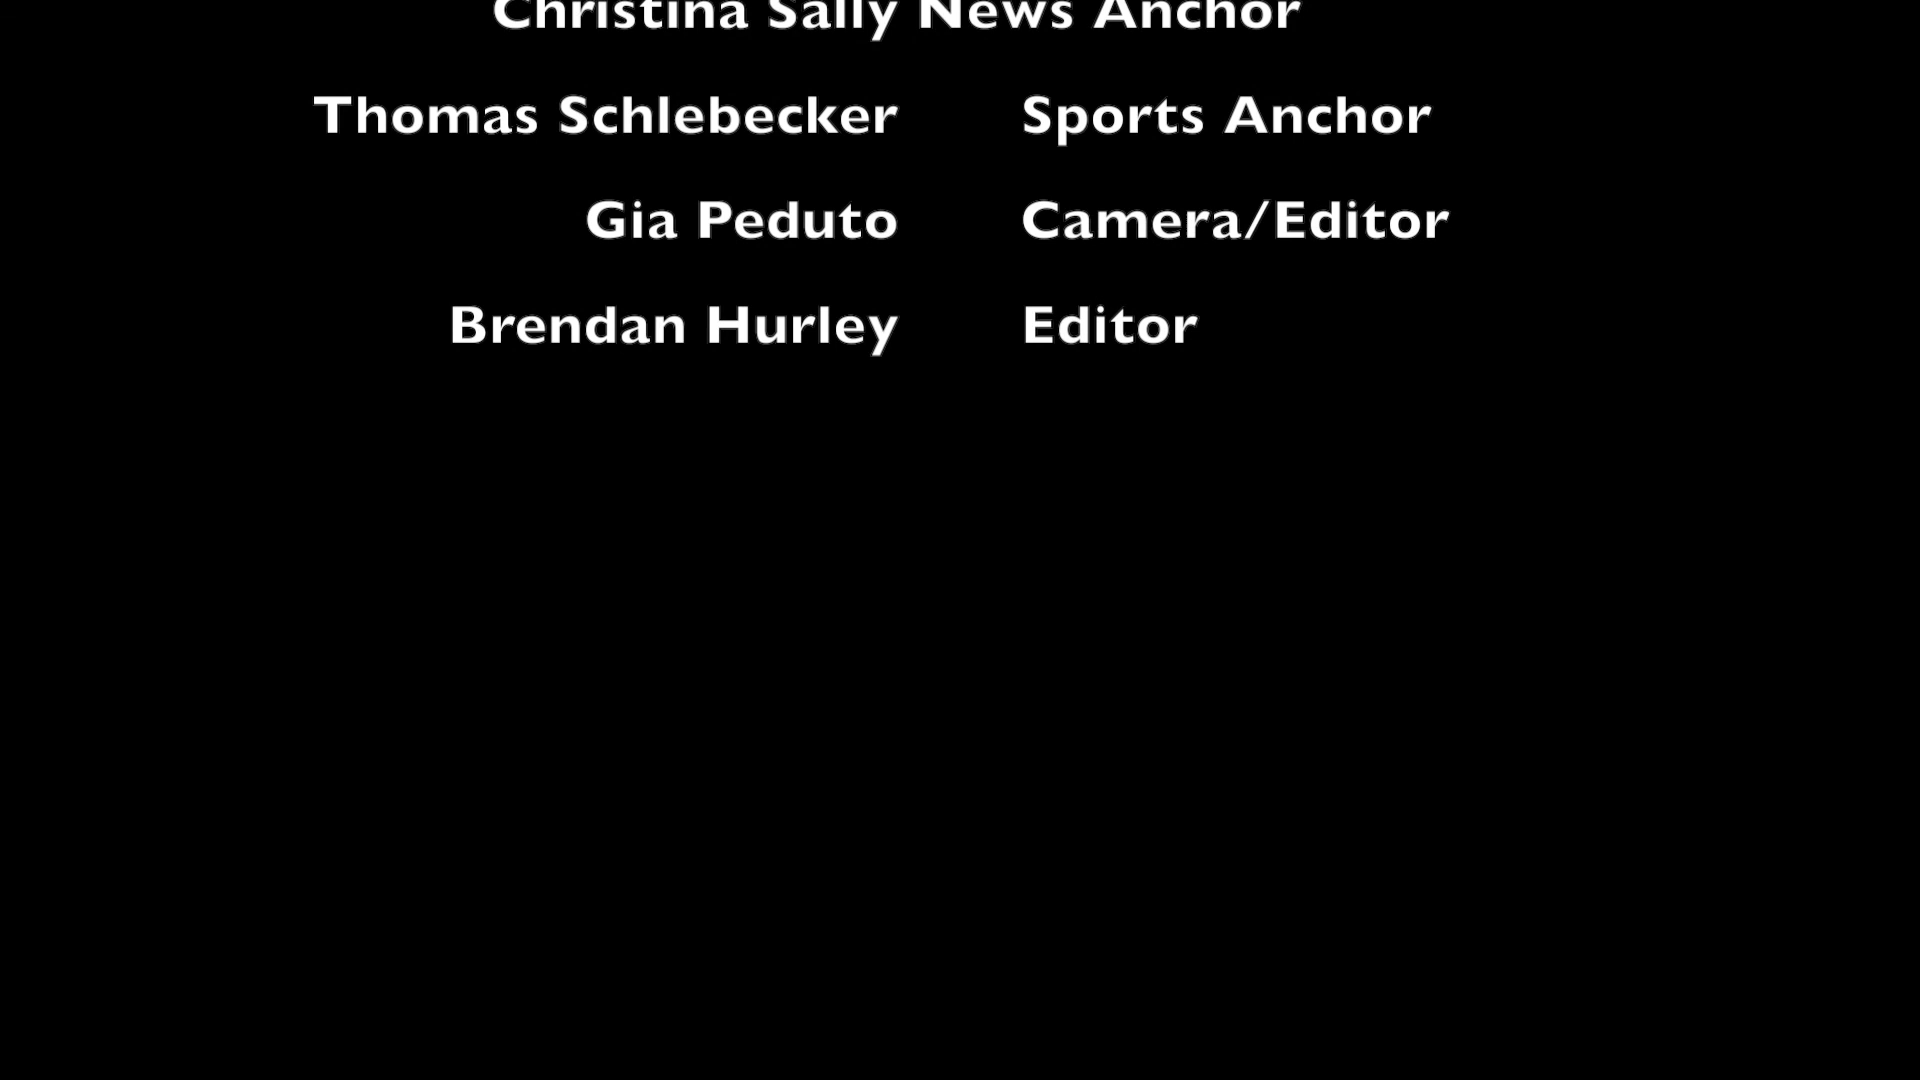 Christina Sally News Anchor
Thomas Schlebecker Sports Anchor
Gia Peduto Camera/Editor
Brendan Hurley Editor